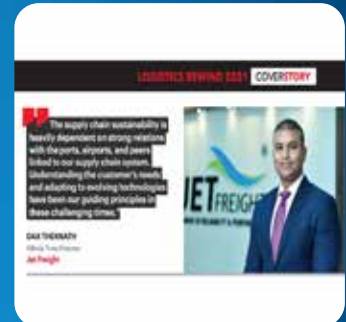 LOGISTICS REWIND 2021 COVERSTORY
The supply chain sustainability is
heavily dependent on strong relations
with the ports, airports, and peers
linked to our supply chain system.
Understanding the customer's needs
and adapting to evolving technologies
have been our guiding principles in
these challenging times."
DAX THEKNATH
Director
Jet Freight
JET FREIGHT